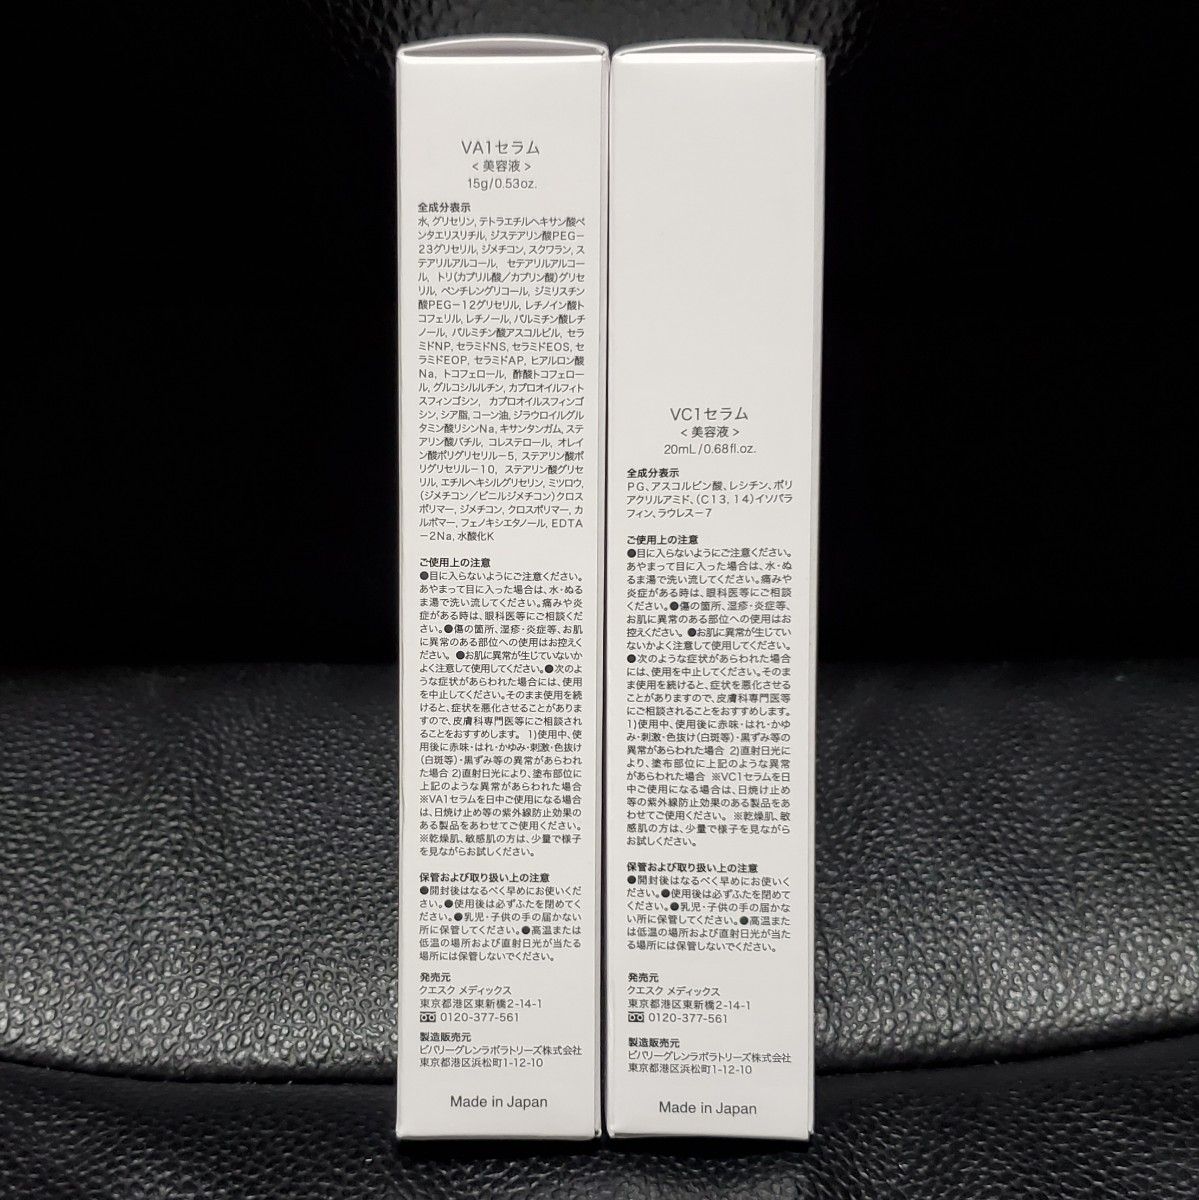 VA1セラム
＜美容液＞
15g/0.53oz.
全成分表示
水,グリセリン,テトラエチルヘキサン酸ペ
ンタエリスリチル,ジステアリン酸PEG－
23グリセリル,ジメチコン,スクワラン,ス
テアリルアルコール,セテアリルアルコー
ル,トリ(カプリル酸／カプリン酸)グリセ
リル,ペンチレングリコール,ジミリスチン
酸PEG－12グリセリル,レチノイン酸ト
コフェリル,レチノール,パルミチン酸レチ
ノール,パルミチン酸アスコルビル,セラ
ミドNP,セラミドNS,セラミドEOS,セ
ラミドEOP,セラミドAP,ヒアルロン酸
Na,トコフェロール,酢酸トコフェロー
ル,グルコシルルチン,カプロオイルフィト
スフィンゴシン,カプロオイルスフィンゴ
シン,シア脂,コーン油,ジラウロイルグル
タミン酸リシンNa,キサンタンガム,ステ
アリン酸バチル,コレステロール,オレイ
ン酸ポリグリセリル－5,ステアリン酸ポ
リグリセリル－10,ステアリン酸グリセ
リル,エチルヘキシルグリセリン,ミツロウ,
(ジメチコン／ビニルジメチコン)クロス
ポリマー,ジメチコン,クロスポリマー,カ
ルボマー,フェノキシエタノール,EDTA
－2Na,水酸化K
ご使用上の注意
●目に入らないようにご注意ください。
あやまって目に入った場合は、水・ぬる
ま湯で洗い流してください。痛みや炎
症がある時は、眼科医等にご相談くだ
さい。●傷の箇所、湿疹・炎症等、お肌
に異常のある部位への使用はお控えく
ださい。●お肌に異常が生じていないか
よく注意して使用してください。●次のよ
うな症状があらわれた場合には、使用
を中止してください。そのまま使用を続
けると、症状を悪化させることがありま
すので、皮膚科専門医等にご相談され
ることをおすすめします。1)使用中、使
用後に赤味・はれ・かゆみ・刺激・色抜け
(白斑等)・黒ずみ等の異常があらわれ
た場合 2)直射日光により、塗布部位に
上記のような異常があらわれた場合
※VA1セラムを日中ご使用になる場合
は、日焼け止め等の紫外線防止効果の
ある製品をあわせてご使用ください。
※乾燥肌、敏感肌の方は、少量で様子
を見ながらお試しください。
保管および取り扱い上の注意
●開封後はなるべく早めにお使いくだ
さい。●使用後は必ずふたを閉めてく
ださい。●乳児・子供の手の届かない
所に保管してください。●高温または
低温の場所および直射日光が当たる
場所には保管しないでください。
発売元
クエスク メディックス
東京都港区東新橋2-14-1
0120-377-561
製造販売元
ビバリーグレンラボラトリーズ株式会社
東京都港区浜松町1-12-10
Made in Japan
VC1セラム
＜美容液＞
20mL/0.68fl.oz.
全成分表示
PG、アスコルビン酸、レシチン、ポリ
アクリルアミド、(C13,14)イソパラ
フィン、ラウレス－7
ご使用上の注意
●目に入らないようにご注意ください。
あやまって目に入った場合は、水・ぬ
るま湯で洗い流してください。痛みや
炎症がある時は、眼科医等にご相談
ください。●傷の箇所、湿疹・炎症等、
お肌に異常のある部位への使用はお
控えください。●お肌に異常が生じてい
ないかよく注意して使用してください。
●次のような症状があらわれた場合
には、使用を中止してください。そのま
ま使用を続けると、症状を悪化させる
ことがありますので、皮膚科専門医等
にご相談されることをおすすめします。
1)使用中、使用後に赤味・はれ・かゆ
み・刺激・色抜け(白斑等)・黒ずみ等の
異常があらわれた場合 2)直射日光に
より、塗布部位に上記のような異常
があらわれた場合 ※VC1セラムを日
中ご使用になる場合は、日焼け止め
等の紫外線防止効果のある製品をあ
わせてご使用ください。※乾燥肌、敏
感肌の方は、少量で様子を見ながら
お試しください。
保管および取り扱い上の注意
●開封後はなるべく早めにお使いく
ださい。●使用後は必ずふたを閉めて
ください。●乳児・子供の手の届かな
い所に保管してください。●高温また
は低温の場所および直射日光が当た
る場所には保管しないでください。
発売元
クエスク メディックス
東京都港区東新橋2-14-1
0120-377-561
製造販売元
ビバリーグレンラボラトリーズ株式会社
東京都港区浜松町1-12-10
Made in Japan